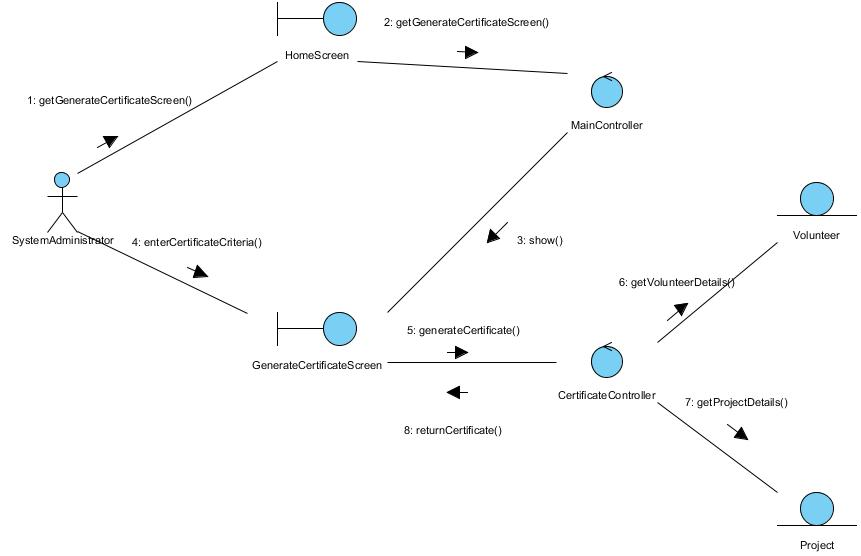 2: getGenerateCertificateScreen()
HomeScreen
1: getGenerateCertificateScreen()
MainController
SystemAdministrator
4: enterCertificateCriteria()
3: show()
Volunteer
6: getVolunteerDetails()
5: generateCertificate()
GenerateCertificateScreen
CertificateController
7: getProjectDetails()
8: returnCertificate()
Project